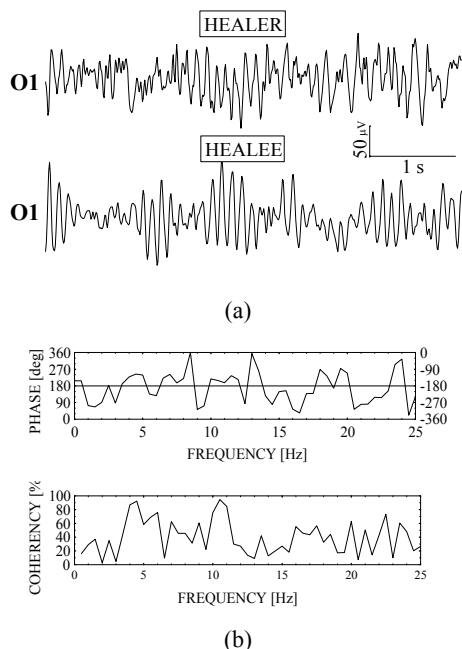 HEALER
O1
HEALEE
O1
50 µV
1 s
(a)
PHASE [deg]
360
270
180
90
0
0
-90
-180
-270
-360
0 5 10 15 20 25
FREQUENCY [Hz]
COHERENCY [%
100
80
60
40
20
0
0 5 10 15 20 25
FREQUENCY [Hz]
(b)